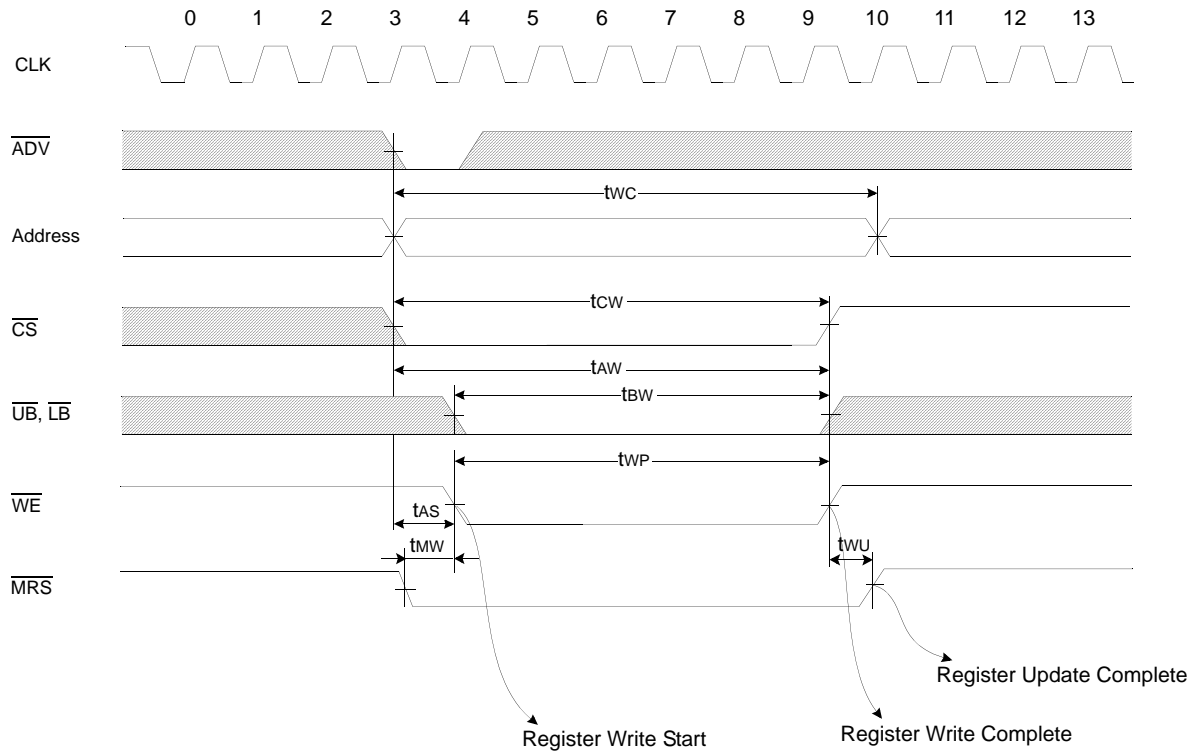 0 1 2 3 4 5 6 7 8 9 10 11 12 13
CLK
ADV
tWC
Address
tCW
CS
tAW
tBW
UB, LB
tWP
WE
tAS
tMW
tWU
MRS
Register Update Complete
Register Write Start
Register Write Complete